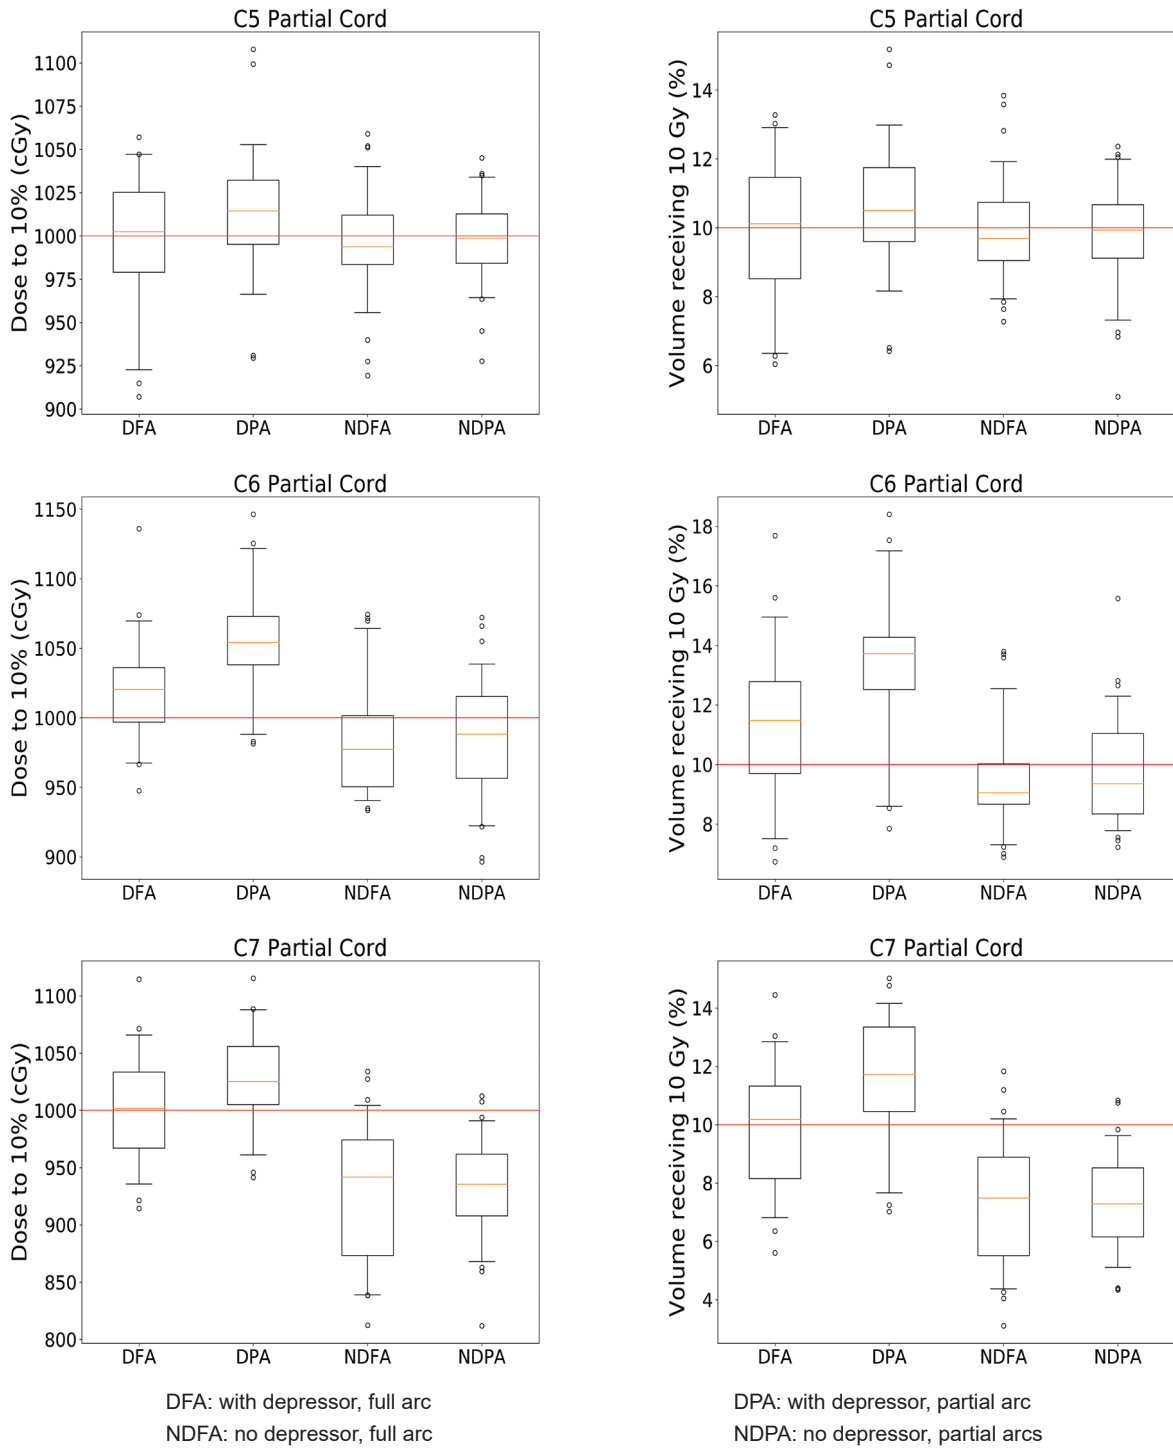 C5 Partial Cord
Dose to 10% (cGy)
1100
1075
1050
1025
1000
975
950
925
900
DFA DPA NDFA NDPA
C5 Partial Cord
Volume receiving 10 Gy (%)
14
12
10
8
6
DFA DPA NDFA NDPA
C6 Partial Cord
Dose to 10% (cGy)
1150
1100
1050
1000
950
900
DFA DPA NDFA NDPA
C6 Partial Cord
Volume receiving 10 Gy (%)
18
16
14
12
10
8
DFA DPA NDFA NDPA
C7 Partial Cord
Dose to 10% (cGy)
1100
1050
1000
950
900
850
800
DFA DPA NDFA NDPA
C7 Partial Cord
Volume receiving 10 Gy (%)
14
12
10
8
6
4
DFA DPA NDFA NDPA
DFA: with depressor, full arc
DPA: with depressor, partial arc
NDFA: no depressor, full arc
NDPA: no depressor, partial arcs